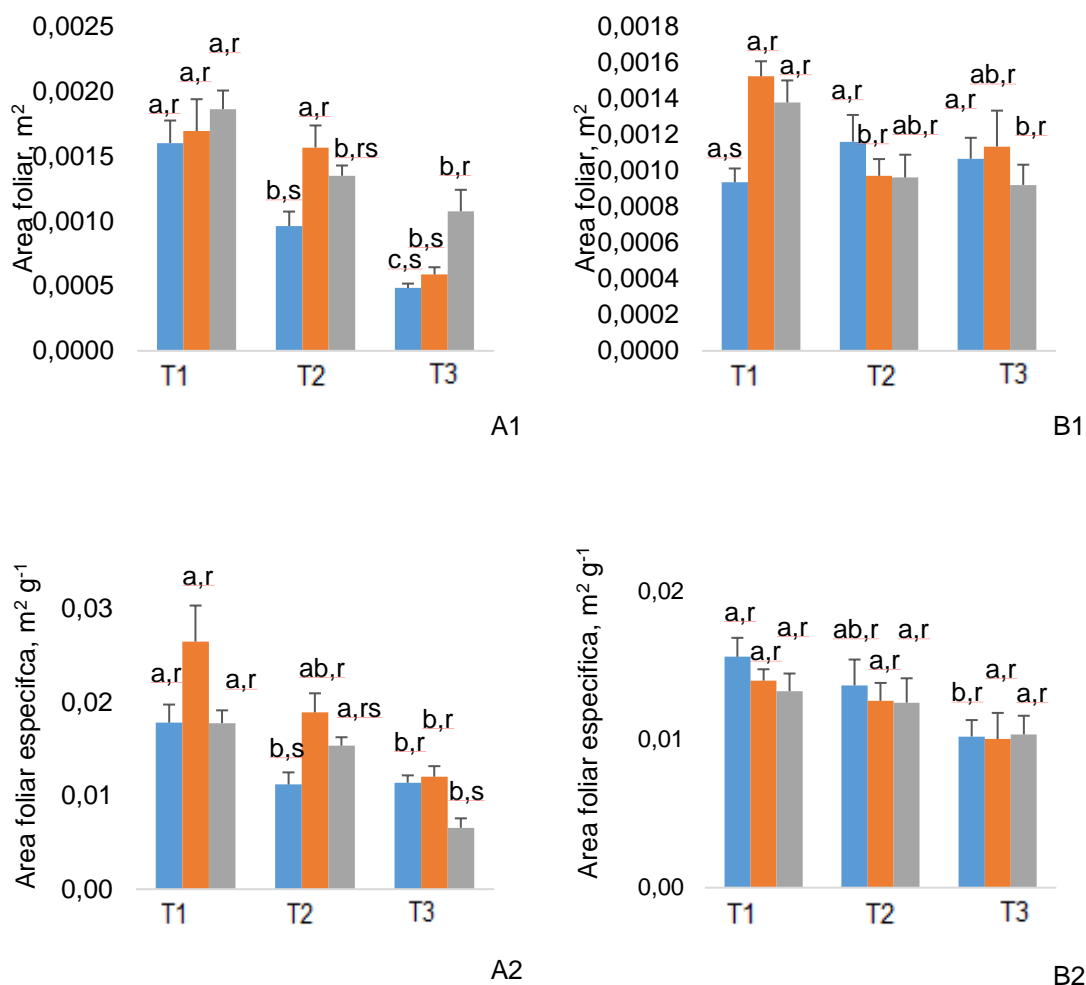 Area foliar, m2
0,0025
0,0020
0,0015
0,0010
0,0005
0,0000
a,r
a,r
a,r
b,s
a,r
b,rs
c,s
b,s
b,r
T1
T2
T3
A1
Area foliar, m2
0,0018
0,0016
0,0014
0,0012
0,0010
0,0008
0,0006
0,0004
0,0002
0,0000
a,s
a,r
a,r
a,r
b,r
ab,r
a,r
ab,r
b,r
T1
T2
T3
B1
Area foliar especifca, m2 g-1
0,03
0,02
0,01
0,00
a,r
a,r
a,r
b,s
ab,r
a,rs
b,r
b,r
b,s
T1
T2
T3
A2
Area foliar especifica, m2 g-1
0,02
0,01
0,00
a,r
a,r
a,r
ab,r
a,r
a,r
b,r
a,r
a,r
T1
T2
T3
B2